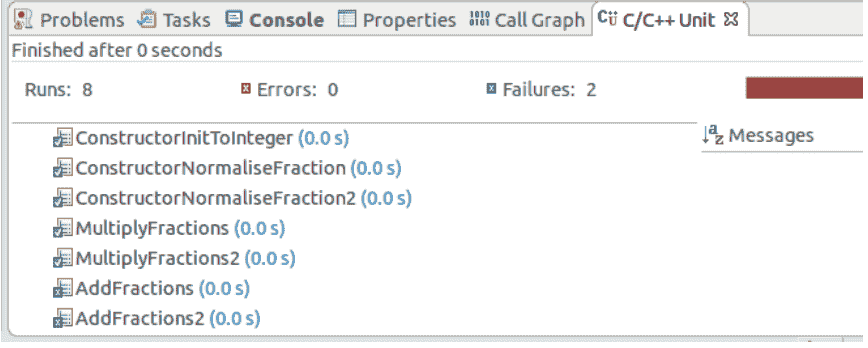 Problems Tasks Console Properties Call Graph C/C++ Unit
Finished after 0 seconds
Runs: 8 Errors: 0 Failures: 2
ConstructorInitToInteger (0.0 s)
Messages
ConstructorNormaliseFraction (0.0 s)
ConstructorNormaliseFraction2 (0.0 s)
MultiplyFractions (0.0 s)
MultiplyFractions2 (0.0 s)
AddFractions (0.0 s)
AddFractions2 (0.0 s)